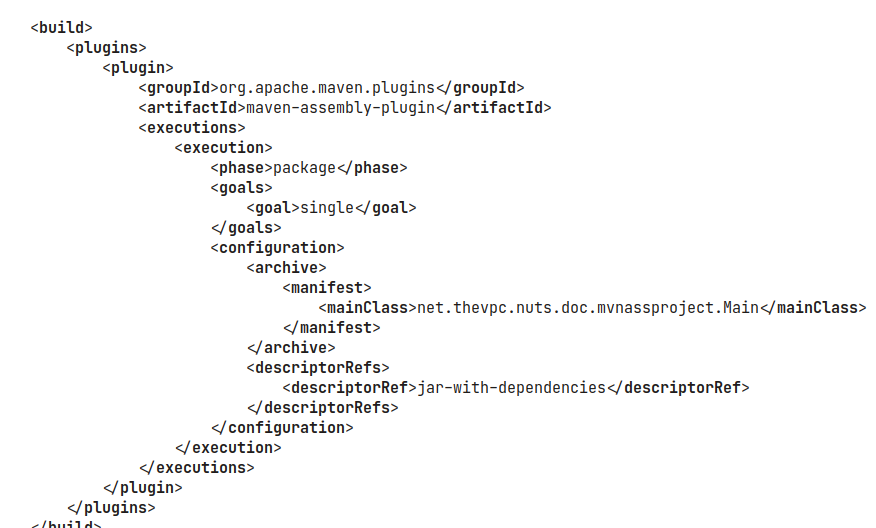 <build>
<plugins>
<plugin>
<groupId>org.apache.maven.plugins</groupId>
<artifactId>maven-assembly-plugin</artifactId>
<executions>
<execution>
<phase>package</phase>
<goals>
<goal>single</goal>
</goals>
<configuration>
<archive>
<manifest>
<mainClass>net.thevpc.nuts.doc.mvnassproject.Main</mainClass>
</manifest>
</archive>
<descriptorRefs>
<descriptorRef>jar-with-dependencies</descriptorRef>
</descriptorRefs>
</configuration>
</execution>
</executions>
</plugin>
</plugins>
</build>